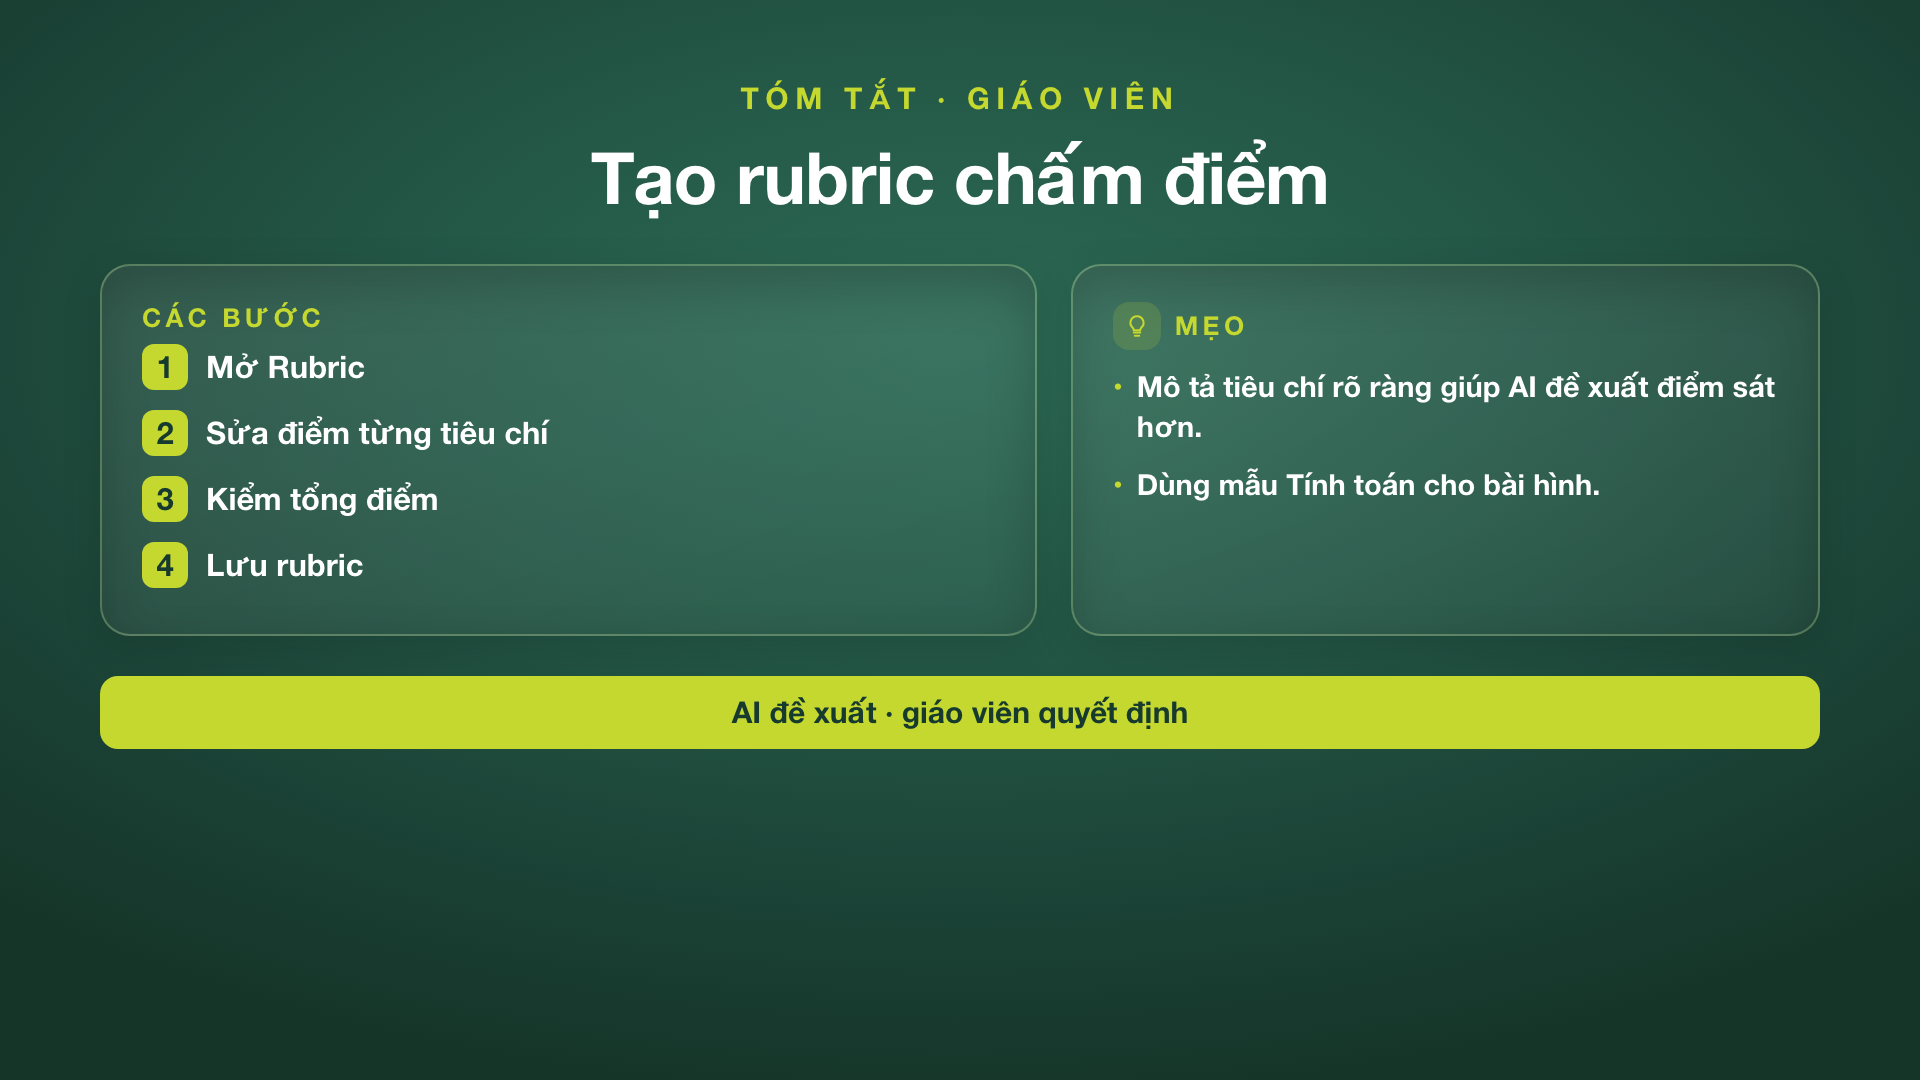 TÓM TẮT · GIÁO VIÊN
Tạo rubric chấm điểm
CÁC BƯỚC
1 Mở Rubric
2 Sửa điểm từng tiêu chí
3 Kiểm tổng điểm
4 Lưu rubric
MẸO
• Mô tả tiêu chí rõ ràng giúp AI đề xuất điểm sát
hơn.
• Dùng mẫu Tính toán cho bài hình.
AI đề xuất · giáo viên quyết định